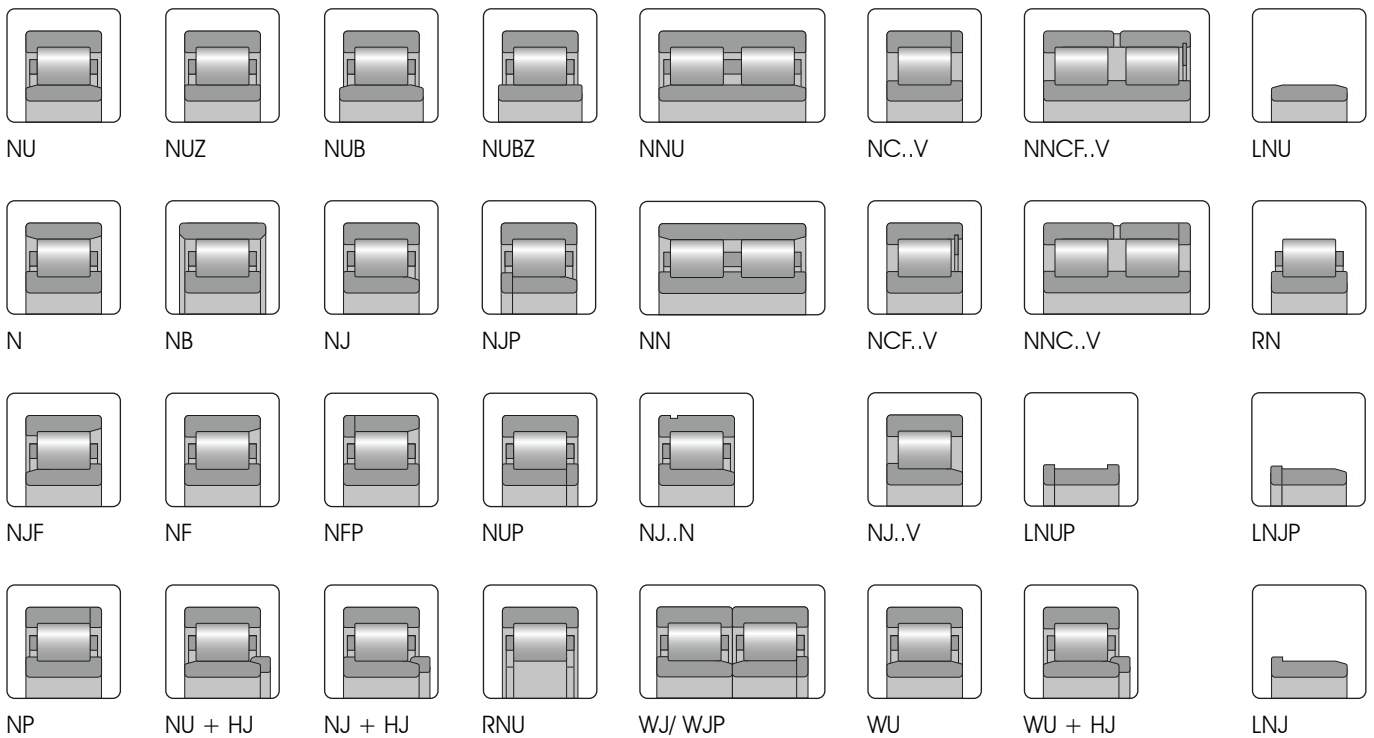 NU NUZ NUB NUBZ NNU NC..V NNCF..V LNU
N NB NJ NJP NN NCF..V NNC..V RN
NJF NF NFP NUP NJ..N NJ..V LNUP LNJP
NP NU + HJ NJ + HJ RNU WJ/ WJP WU WU + HJ LNJ